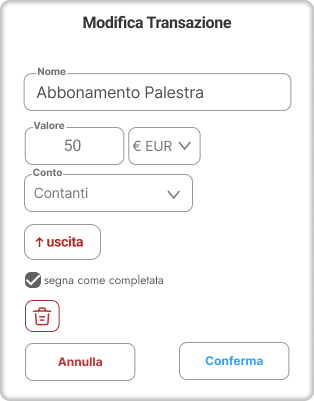 Modifica Transazione
Nome
Abbonamento Palestra
Valore
50
€ EUR
Conto
Contanti
↑ uscita
segna come completata
Annulla
Conferma